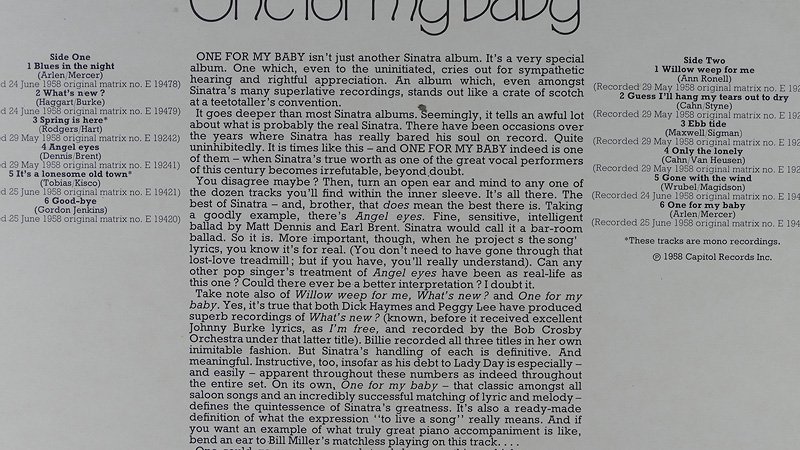 One for my baby
Side One
1 Blues in the night
(Arlen/Mercer)
d 24 June 1958 original matrix no. E 19478)
2 What's new?
(Haggart/Burke)
d 24 June 1958 original matrix no. E 19479)
3 Spring is here*
(Rodgers/Hart)
d 29 May 1958 original matrix no. E 19242)
4 Angel eyes
(Dennis/Brent)
d 29 May 1958 original matrix no. E 19241)
5 It's a lonesome old town*
(Tobias/Kisco)
d 25 June 1958 original matrix no. E 19421)
6 Good-bye
(Gordon Jenkins)
d 25 June 1958 original matrix no. E 19420)
ONE FOR MY BABY isn't just another Sinatra album. It's a very special
album. One which, even to the uninitiated, cries out for sympathetic
hearing and rightful appreciation. An album which, even amongst
Sinatra's many superlative recordings, stands out like a crate of scotch
at a teetotaller's convention.
It goes deeper than most Sinatra albums. Seemingly, it tells an awful lot
about what is probably the real Sinatra. There have been occasions over
the years where Sinatra has really bared his soul on record. Quite
uninhibitedly. It is times like this – and ONE FOR MY BABY indeed is one
of them – when Sinatra's true worth as one of the great vocal performers
of this century becomes irrefutable, beyond doubt.
You disagree maybe? Then, turn an open ear and mind to any one of
the dozen tracks you'll find within the inner sleeve. It's all there. The
best of Sinatra – and, brother, that does mean the best there is. Taking
a goodly example, there's Angel eyes. Fine, sensitive, intelligent
ballad by Matt Dennis and Earl Brent. Sinatra would call it a bar-room
ballad. So it is. More important, though, when he project s the song'
lyrics, you know it's for real. (You don't need to have gone through that
lost-love treadmill; but if you have, you'll really understand). Can any
other pop singer's treatment of Angel eyes have been as real-life as
this one? Could there ever be a better interpretation? I doubt it.
Take note also of Willow weep for me, What's new? and One for my
baby. Yes, it's true that both Dick Haymes and Peggy Lee have produced
superb recordings of What's new? (known, before it received excellent
Johnny Burke lyrics, as I'm free, and recorded by the Bob Crosby
Orchestra under that latter title). Billie recorded all three titles in her own
inimitable fashion. But Sinatra's handling of each is definitive. And
meaningful. Instructive, too, insofar as his debt to Lady Day is especially –
and easily – apparent throughout these numbers as indeed throughout
the entire set. On its own, One for my baby – that classic amongst all
saloon songs and an incredibly successful matching of lyric and melody –
defines the quintessence of Sinatra's greatness. It's also a ready-made
definition of what the expression "to live a song" really means. And if
you want an example of what truly great piano accompaniment is like,
bend an ear to Bill Miller's matchless playing on this track. . . .
Side Two
1 Willow weep for me
(Ann Ronell)
(Recorded 29 May 1958 original matrix no. E 192
2 Guess I'll hang my tears out to dry
(Cahn/Styne)
(Recorded 29 May 1958 original matrix no. E 192
3 Ebb tide
(Maxwell/Sigman)
(Recorded 29 May 1958 original matrix no. E 192
4 Only the lonely
(Cahn/Van Heusen)
(Recorded 29 May 1958 original matrix no. E 192
5 Gone with the wind
(Wrubel/Magidson)
(Recorded 24 June 1958 original matrix no. E 194
6 One for my baby
(Arlen/Mercer)
(Recorded 25 June 1958 original matrix no. E 194
*These tracks are mono recordings.
℗ 1958 Capitol Records Inc.